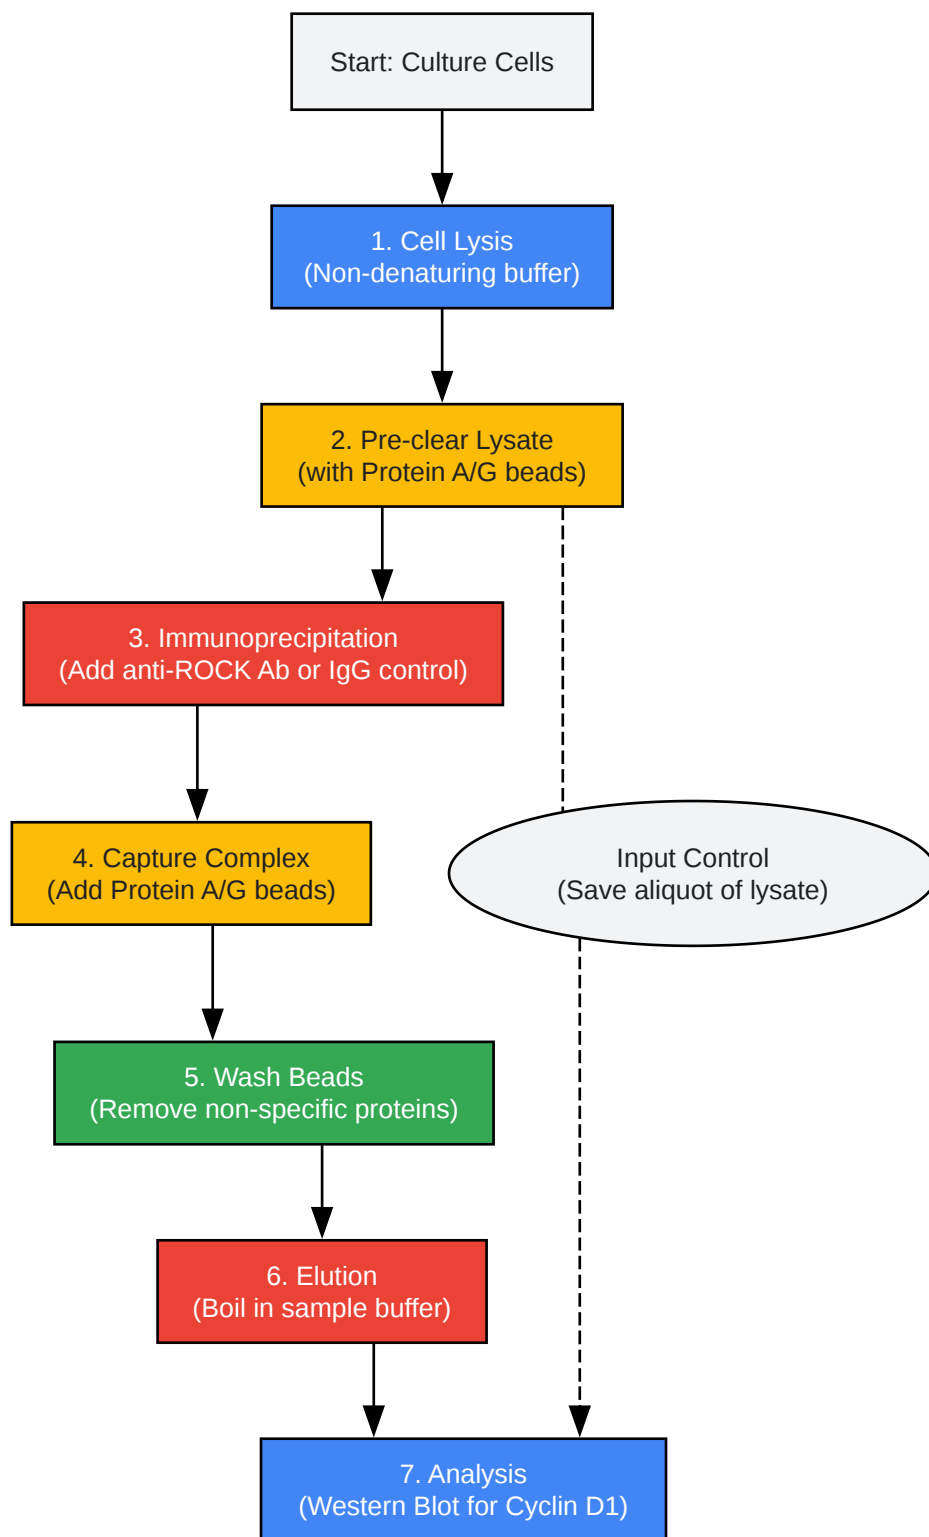 Start: Culture Cells
1. Cell Lysis
(Non-denaturing buffer)
2. Pre-clear Lysate
(with Protein A/G beads)
3. Immunoprecipitation
(Add anti-ROCK Ab or IgG control)
4. Capture Complex
(Add Protein A/G beads)
Input Control
(Save aliquot of lysate)
5. Wash Beads
(Remove non-specific proteins)
6. Elution
(Boil in sample buffer)
7. Analysis
(Western Blot for Cyclin D1)